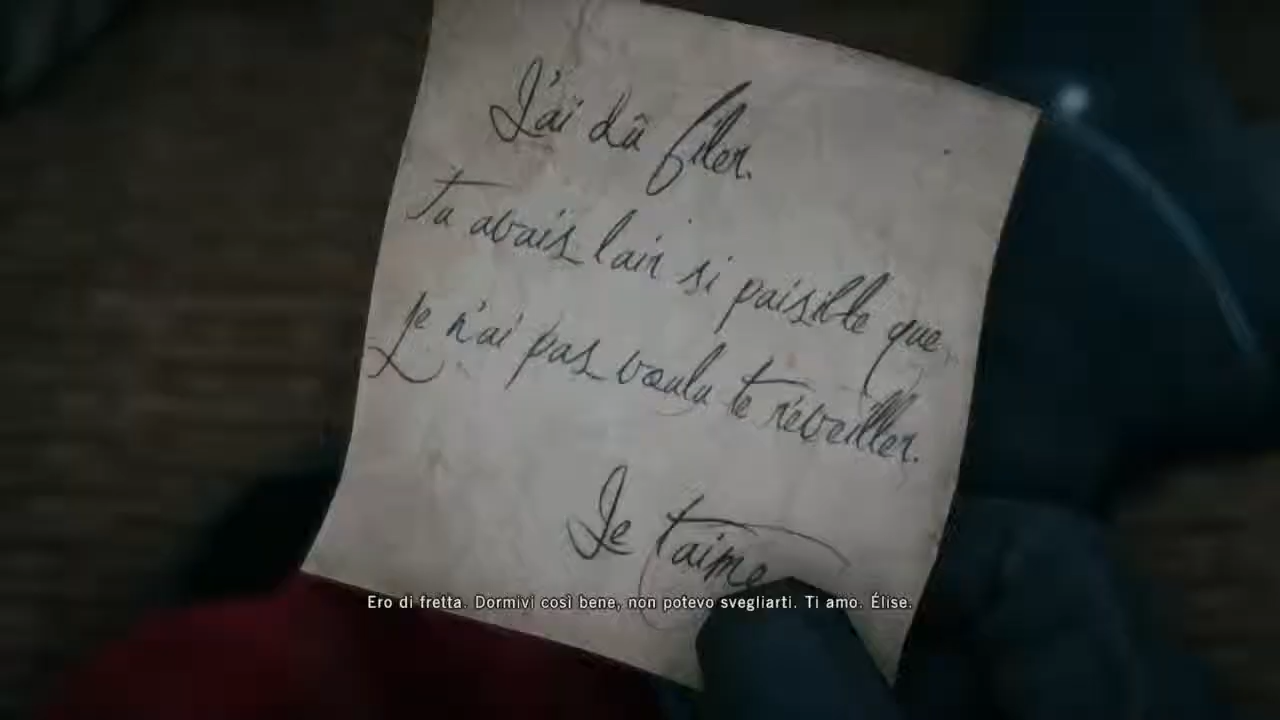 J'ai dû filer.
Tu avais l'air si paisible que
je n'ai pas voulu te réveiller.
Je t'aime
Ero di fretta. Dormivi così bene, non potevo svegliarti. Ti amo. Élise.